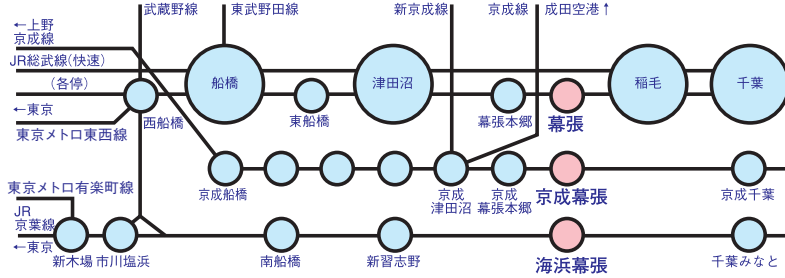 武蔵野線
東武野田線
新京成線
京成線
成田空港↑
←上野
京成線
JR総武線(快速)
(各停)
←東京
東京メトロ東西線
西船橋
船橋
東船橋
津田沼
幕張本郷
幕張
稲毛
千葉
京成船橋
京成
津田沼
京成
幕張本郷
京成幕張
京成千葉
東京メトロ有楽町線
JR
京葉線
←東京
新木場
市川塩浜
南船橋
新習志野
海浜幕張
千葉みなと